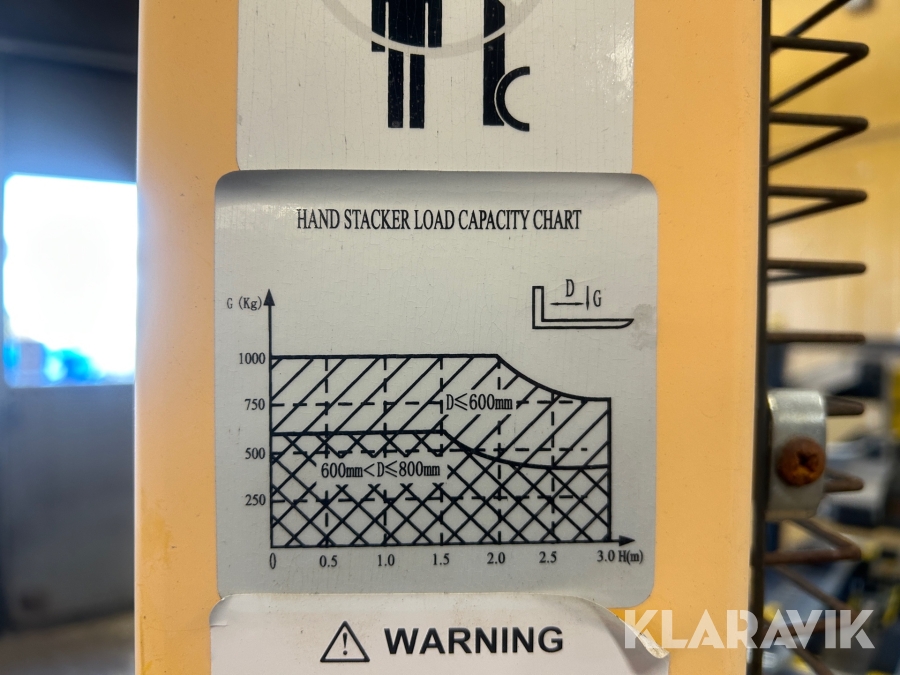 HAND STACKER LOAD CAPACITY CHART
G (Kg)
D
G
1000
750
D≤600mm
500
600mm<D≤800mm
250
0 0.5 1.0 1.5 2.0 2.5 3.0 H(m)
WARNING
KLARAVIK